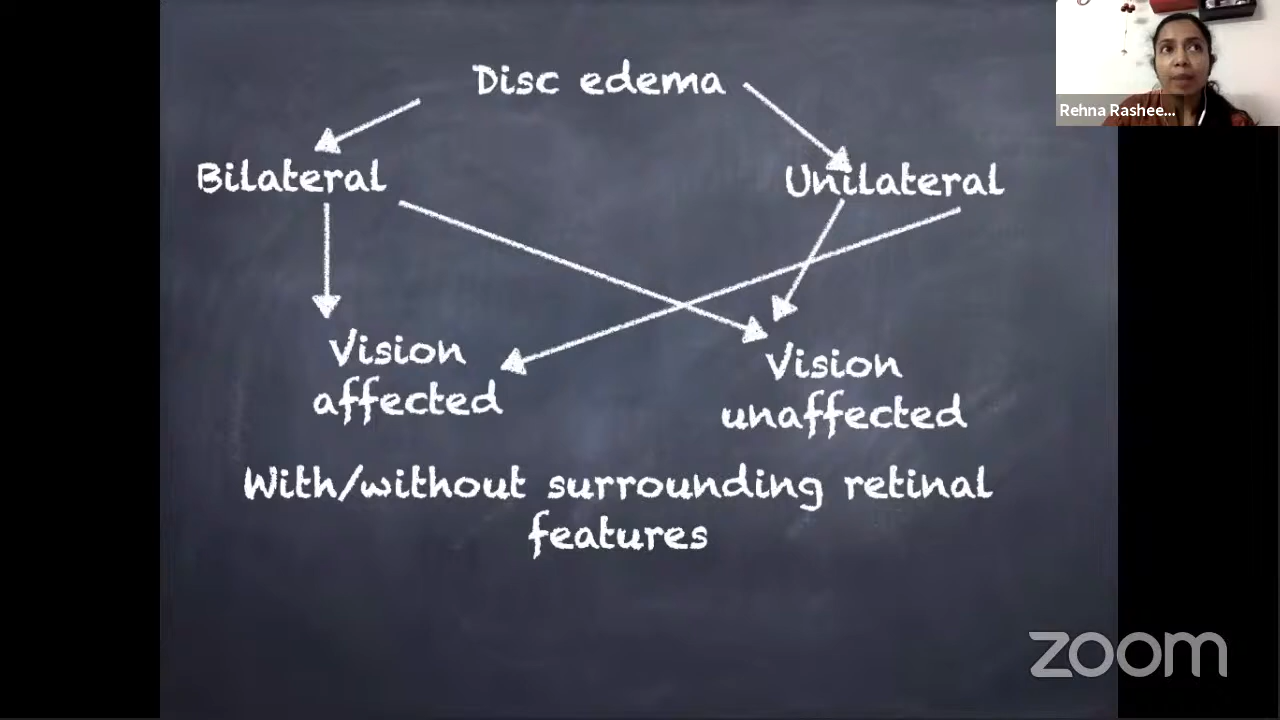 Disc edema
Bilateral
Unilateral
Vision
affected
Vision
unaffected
With/without surrounding retinal
features
Rehna Rashee...
zoom